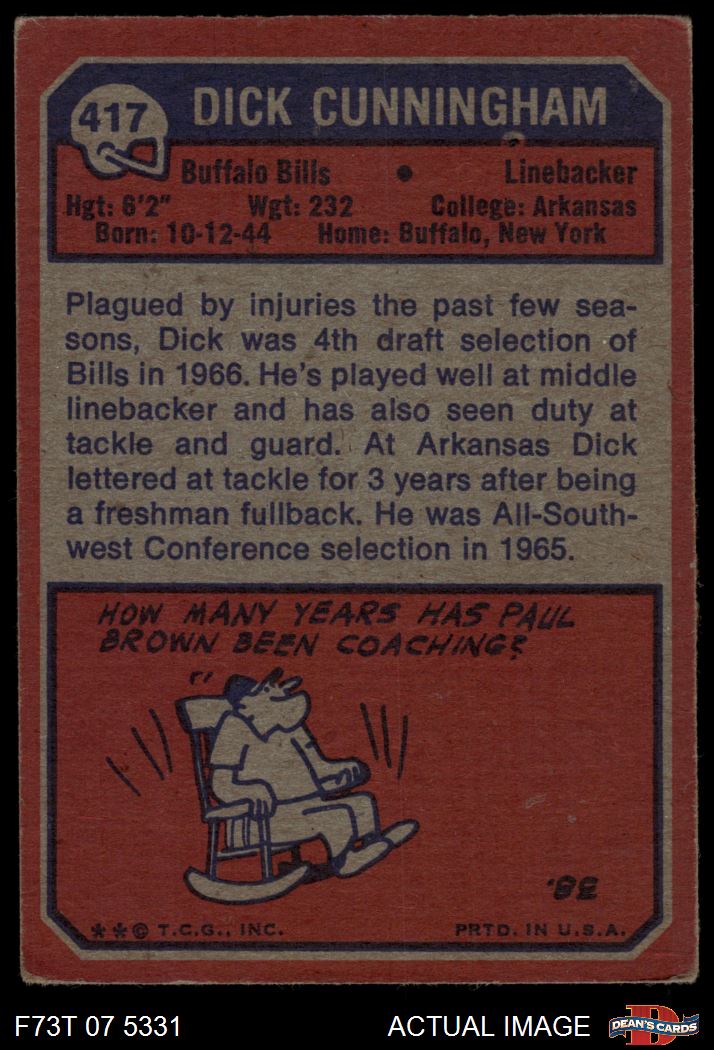 417
DICK CUNNINGHAM
Buffalo Bills • Linebacker
Hgt: 6'2" Wgt: 232 College: Arkansas
Born: 10-12-44 Home: Buffalo, New York
Plagued by injuries the past few sea-
sons, Dick was 4th draft selection of
Bills in 1966. He's played well at middle
linebacker and has also seen duty at
tackle and guard. At Arkansas Dick
lettered at tackle for 3 years after being
a freshman fullback. He was All-South-
west Conference selection in 1965.
HOW MANY YEARS HAS PAUL
BROWN BEEN COACHING?
38.
**© T.C.G., INC. PRTD. IN U.S.A.
F73T 07 5331 ACTUAL IMAGE
D
DEAN'S CARDS